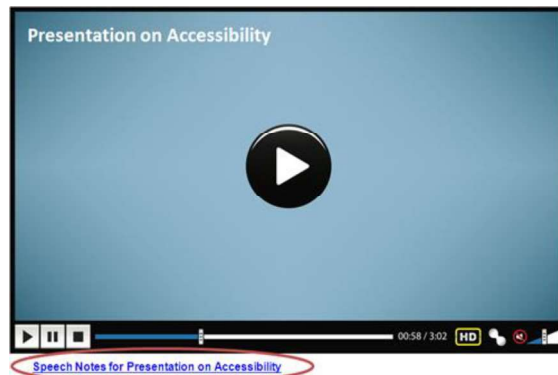 Presentation on Accessibility
00:58 / 3:02 HD
Speech Notes for Presentation on Accessibility